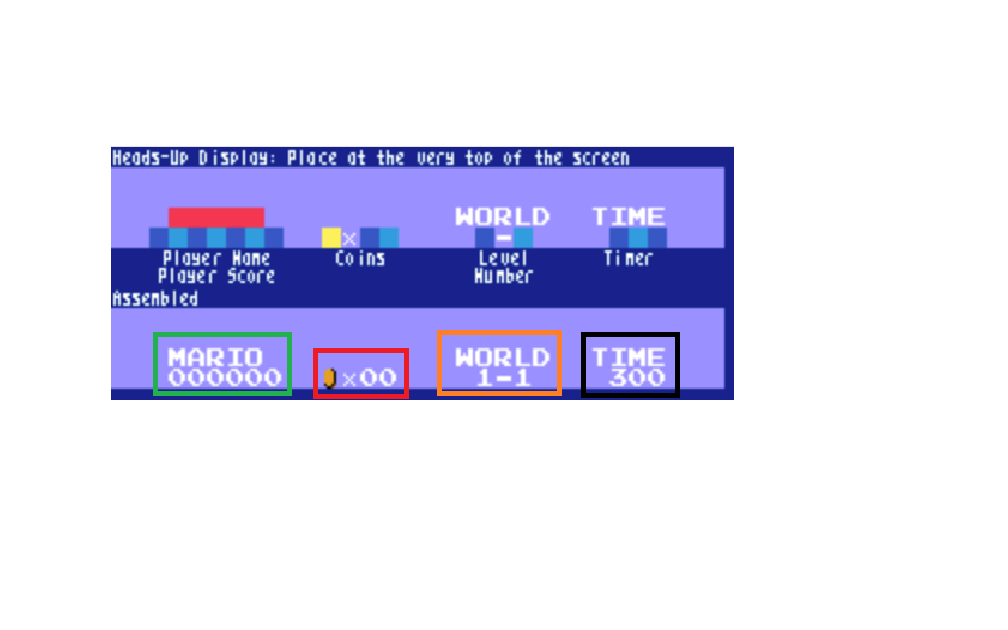 Heads-Up Display: Place at the very top of the screen
WORLD TIME
x -
Player Name Coins Level Timer
Player Score Number
Assembled
MARIO WORLD TIME
000000 x00 1-1 300